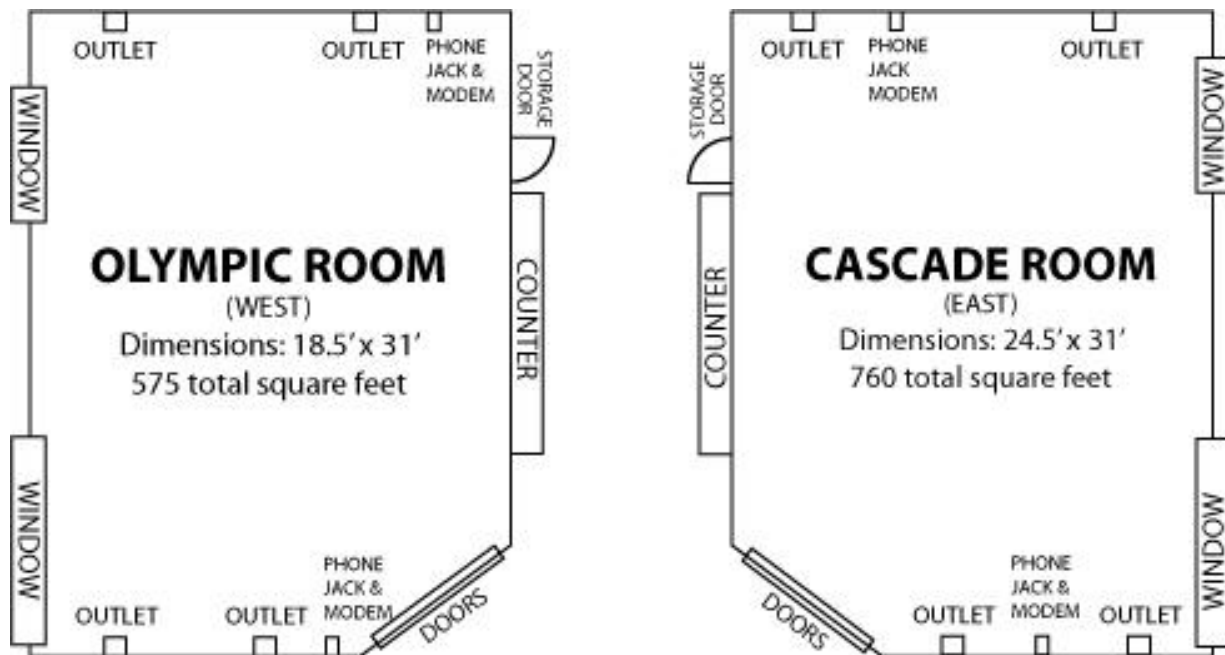 OUTLET
OUTLET
PHONE
JACK &
MODEM
STORAGE
DOOR
WINDOW
OLYMPIC ROOM
(WEST)
Dimensions: 18.5' x 31'
575 total square feet
COUNTER
WINDOW
PHONE
JACK &
MODEM
OUTLET
OUTLET
DOORS
OUTLET
PHONE
JACK
MODEM
OUTLET
STORAGE
DOOR
WINDOW
CASCADE ROOM
(EAST)
Dimensions: 24.5' x 31'
760 total square feet
COUNTER
WINDOW
DOORS
PHONE
JACK &
MODEM
OUTLET
OUTLET